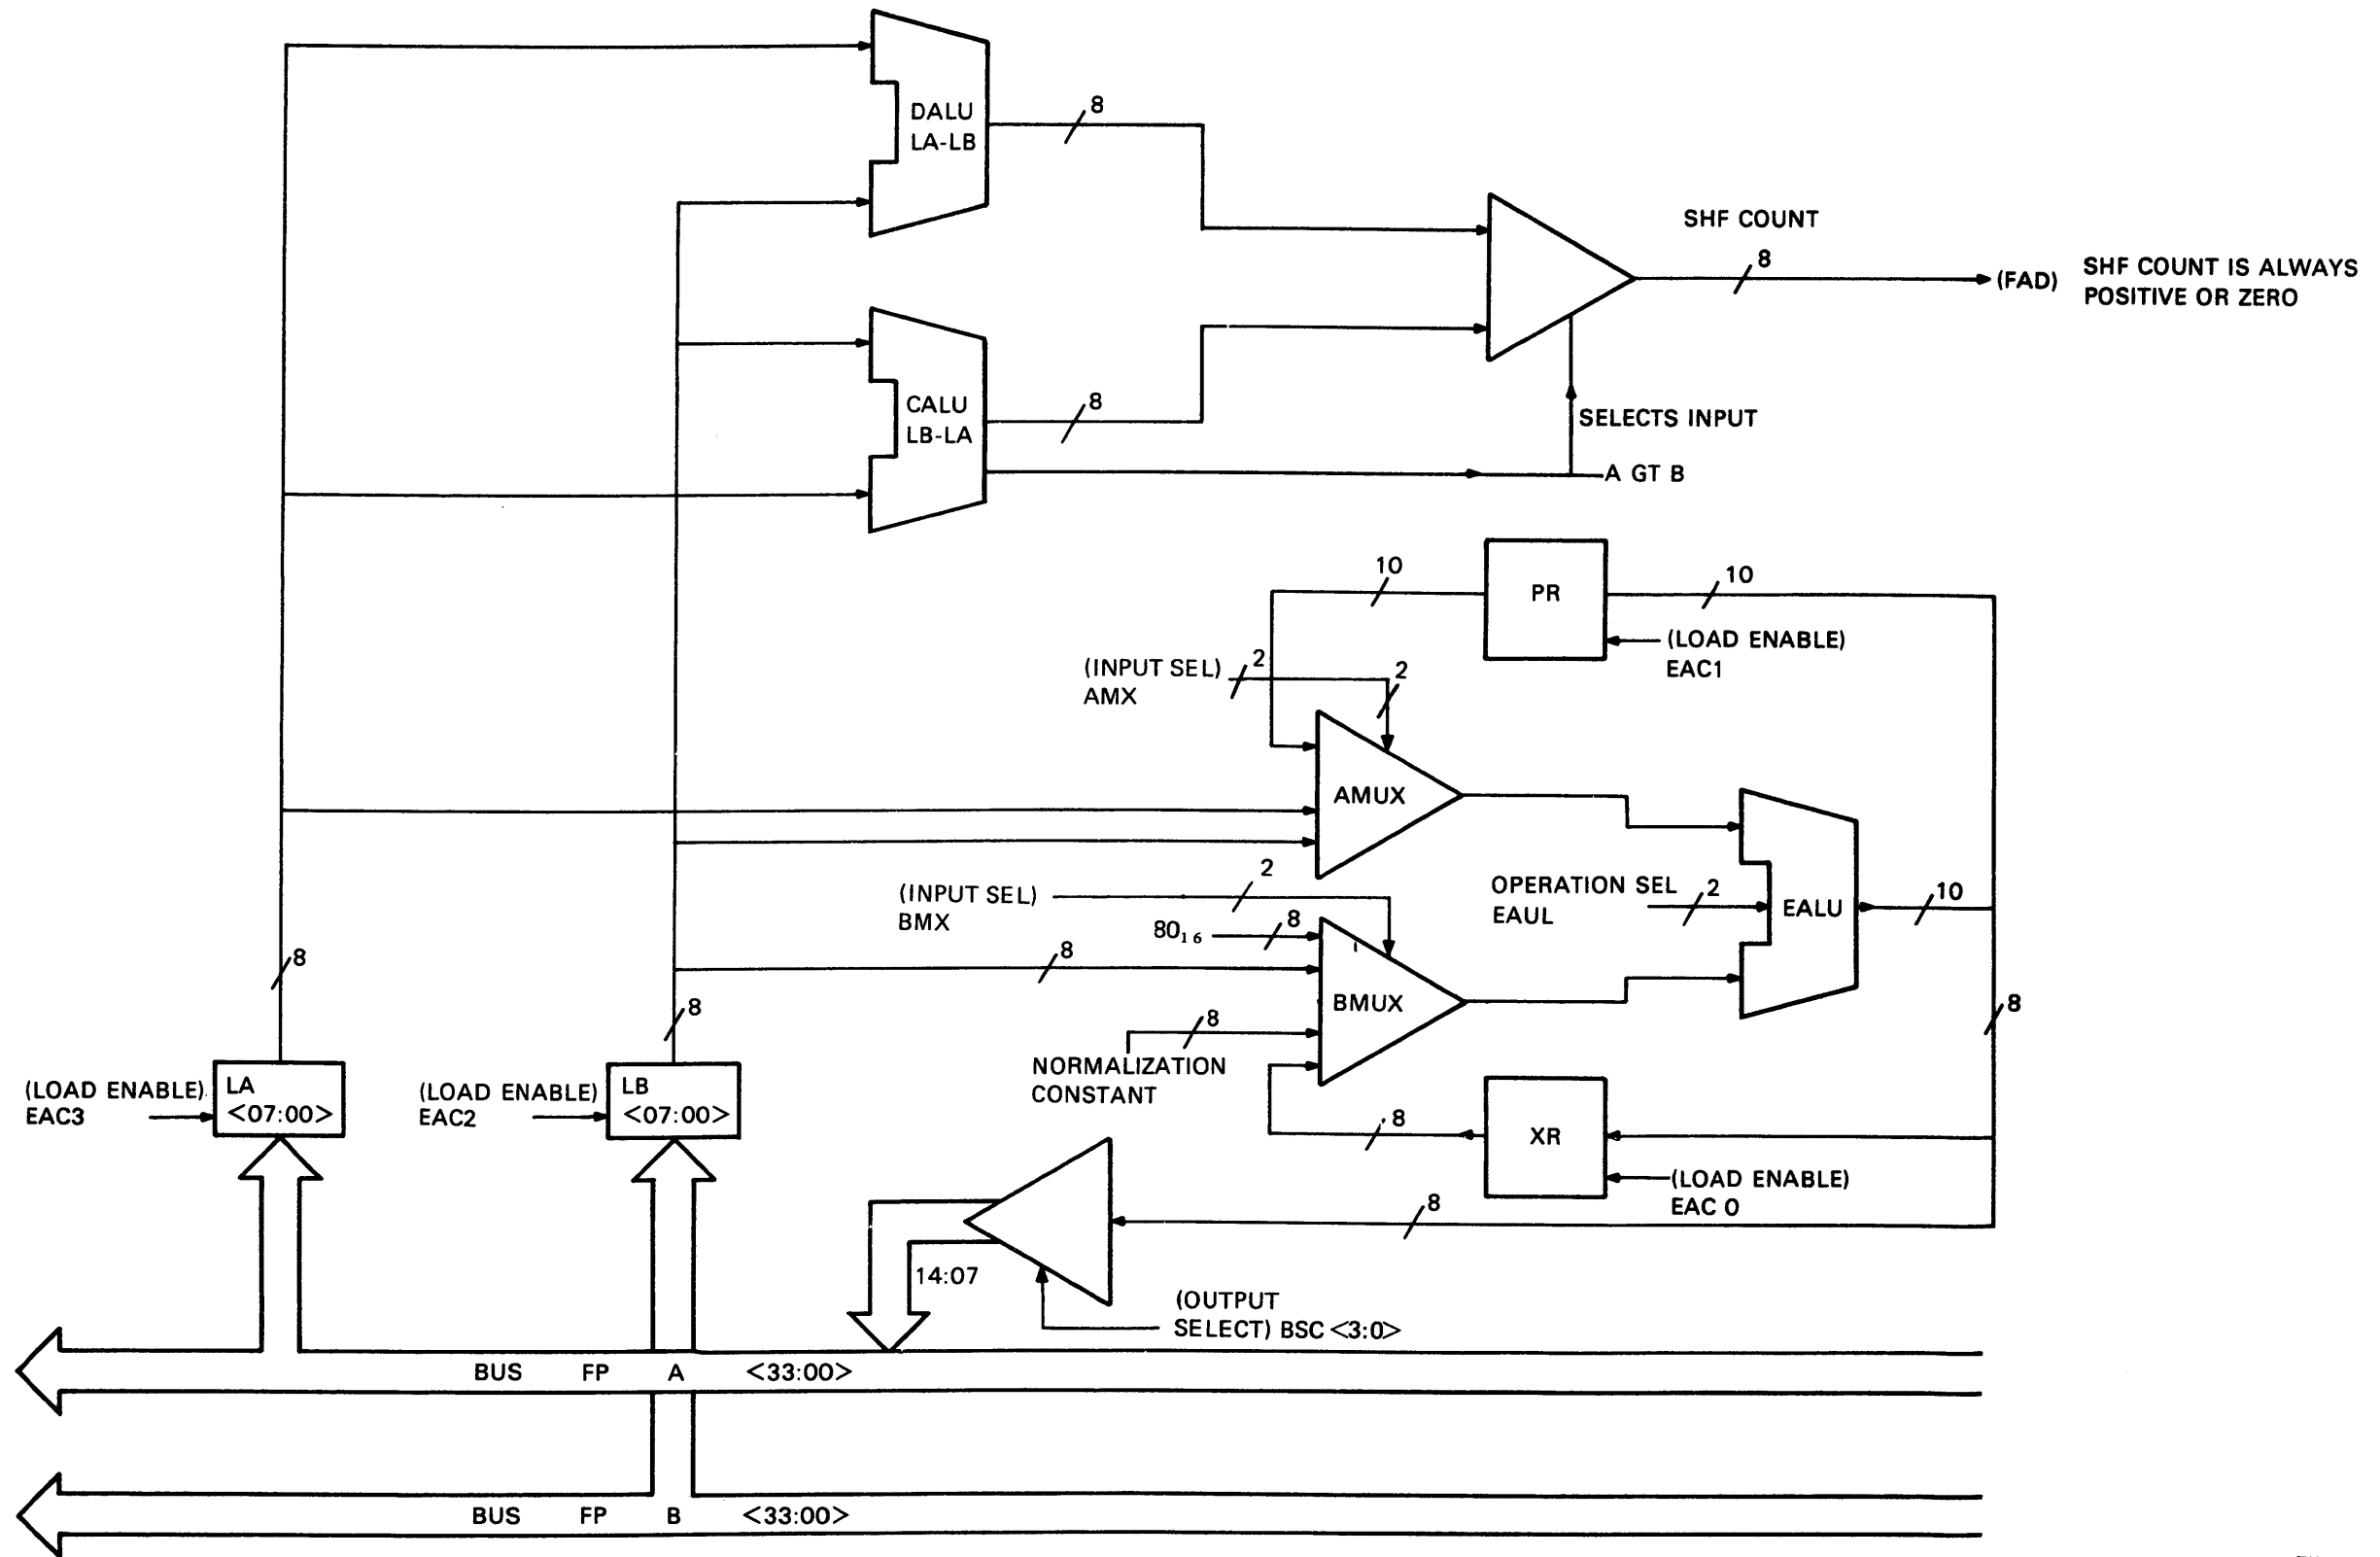 DALU
LA-LB
8
SHF COUNT
8
(FAD)
SHF COUNT IS ALWAYS
POSITIVE OR ZERO
CALU
LB-LA
8
SELECTS INPUT
A GT B
10
PR
10
(LOAD ENABLE)
EAC1
(INPUT SEL)
AMX
2
2
AMUX
(INPUT SEL)
BMX
2
80₁₆
8
8
BMUX
OPERATION SEL
EAUL
2
EALU
10
8
8
8
NORMALIZATION
CONSTANT
8
(LOAD ENABLE)
EAC3
LA
<07:00>
(LOAD ENABLE)
EAC2
LB
<07:00>
8
XR
(LOAD ENABLE)
EAC 0
8
14:07
(OUTPUT
SELECT) BSC <3:0>
BUS FP A <33:00>
BUS FP B <33:00>